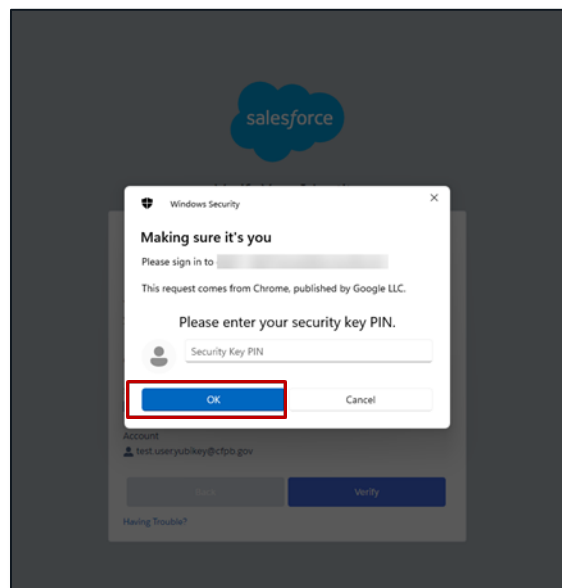 salesforce
Windows Security
Making sure it's you
Please sign in to
This request comes from Chrome, published by Google LLC.
Please enter your security key PIN.
Security Key PIN
OK
Cancel
Account
test.useryubikey@cfpb.gov
Back
Verify
Having Trouble?